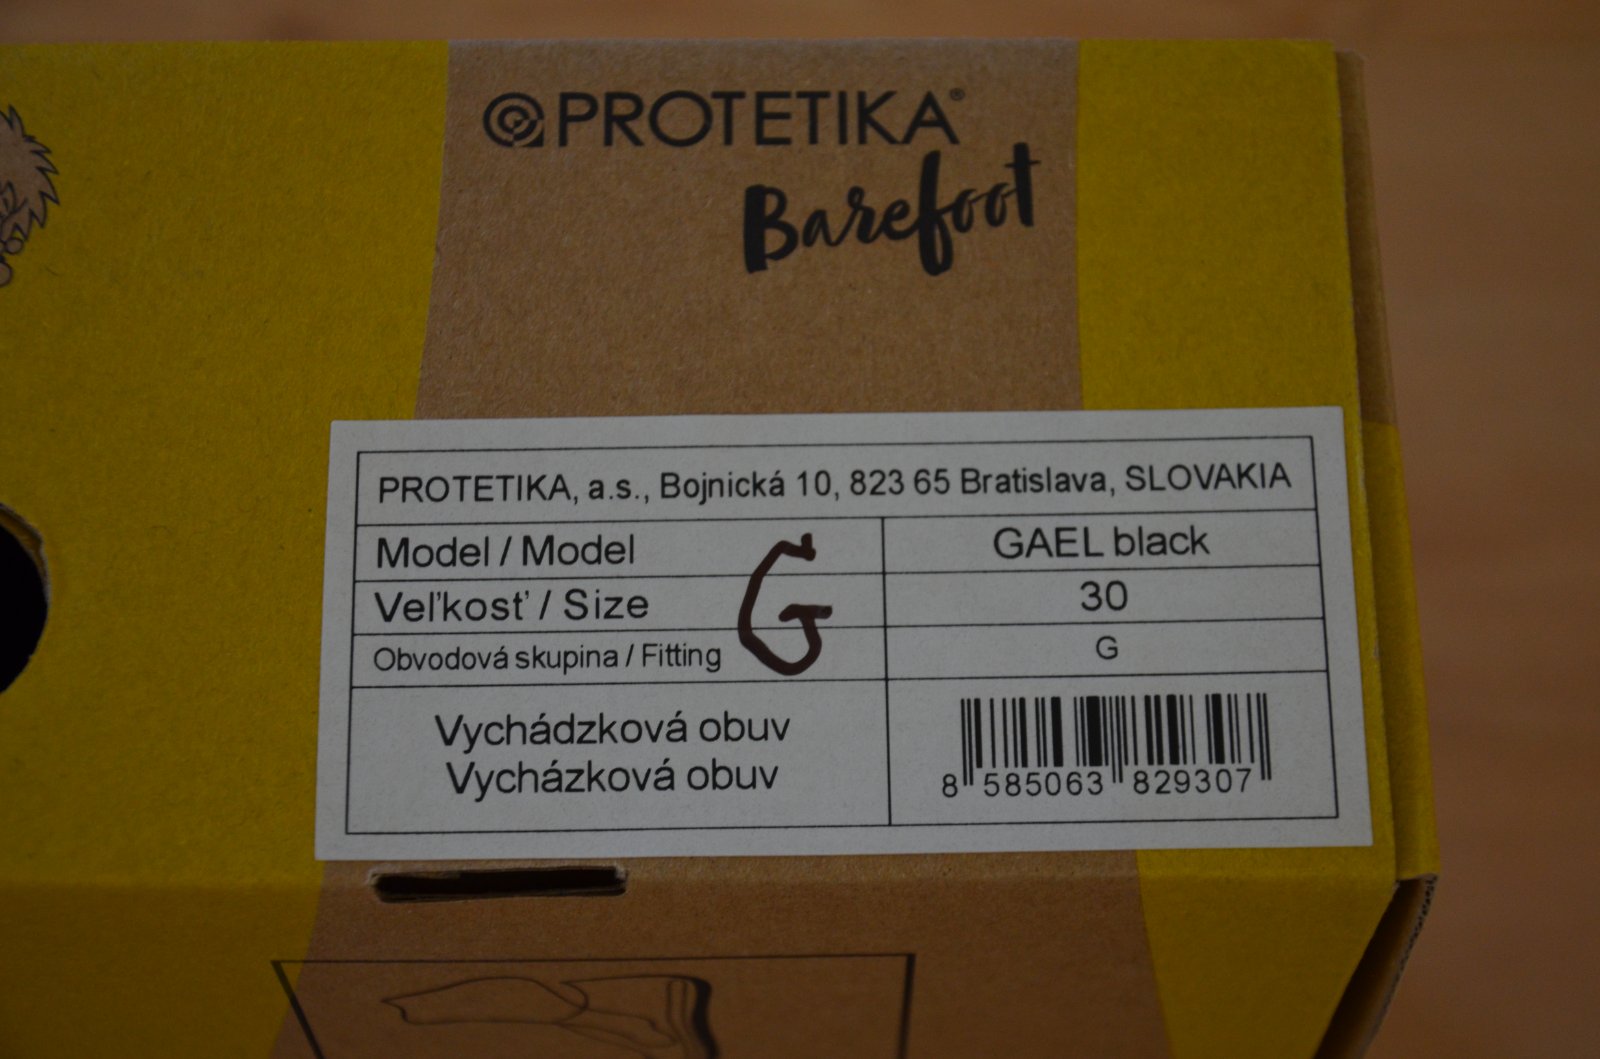 PROTETIKA®
Barefoot
PROTETIKA, a.s., Bojnická 10, 823 65 Bratislava, SLOVAKIA
Model / Model
GAEL black
Veľkosť / Size
30
Obvodová skupina / Fitting
G
G
Vychádzková obuv
Vycházková obuv
8 585063 829307